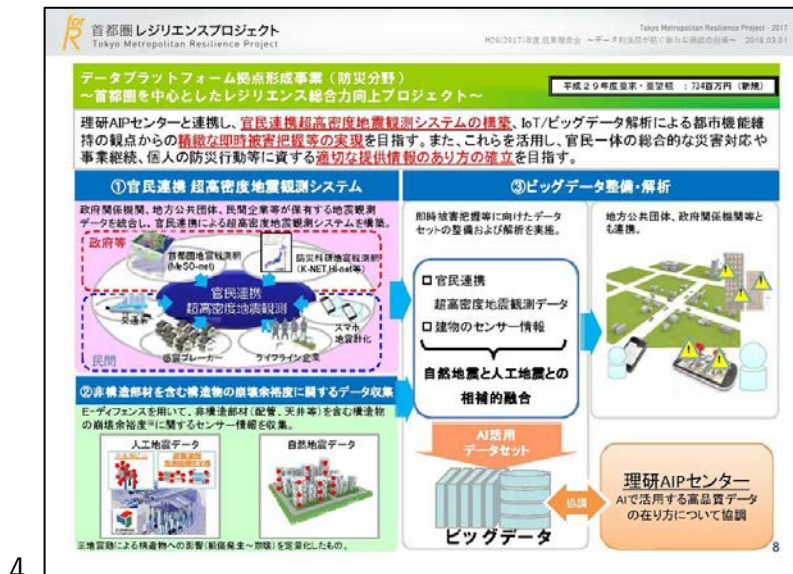 for R 首都圏レジリエンスプロジェクト
Tokyo Metropolitan Resilience Project
Tokyo Metropolitan Resilience Project - 2017
H29(2017)年度成果報告会 ～データ利活用が紡ぐ新たな価値の創導～ 2018.03.01
データプラットフォーム拠点形成事業(防災分野)
～首都圏を中心としたレジリエンス総合力向上プロジェクト～
平成29年度要求・要望額 : 734百万円(新規)
理研AIPセンターと連携し、官民連携超高密度地震観測システムの構築、IoT/ビッグデータ解析による都市機能維
持の観点からの精緻な即時被害把握等の実現を目指す。また、これらを活用し、官民一体の総合的な災害対応や
事業継続、個人の防災行動等に資する適切な提供情報のあり方の確立を目指す。
①官民連携 超高密度地震観測システム
政府関係機関、地方公共団体、民間企業等が保有する地震観測
データを統合し、官民連携による超高密度地震観測システムを構築。
政府等
首都圏地震観測網
(MeSO-net)
防災科研地震観測網
(K-NET,Hi-net等)
官民連携
超高密度地震観測
交通系
スマホ
地震計化
感震ブレーカー
ライフライン企業
民間
②非構造部材を含む構造物の崩壊余裕度に関するデータ収集
E-ディフェンスを用いて、非構造部材(配管、天井等)を含む構造物
の崩壊余裕度※に関するセンサー情報を収集。
人工地震データ
自然地震データ
※地震動による構造物への影響(損傷発生～崩壊)を定量化したもの。
③ビッグデータ整備・解析
即時被害把握等に向けたデータ
セットの整備および解析を実施。
□ 官民連携
超高密度地震観測データ
□ 建物のセンサー情報
自然地震と人工地震との
相補的融合
AI活用
データセット
ビッグデータ
地方公共団体、政府関係機関等と
も連携。
協調
理研AIPセンター
AIで活用する高品質データ
の在り方について協調
8
4